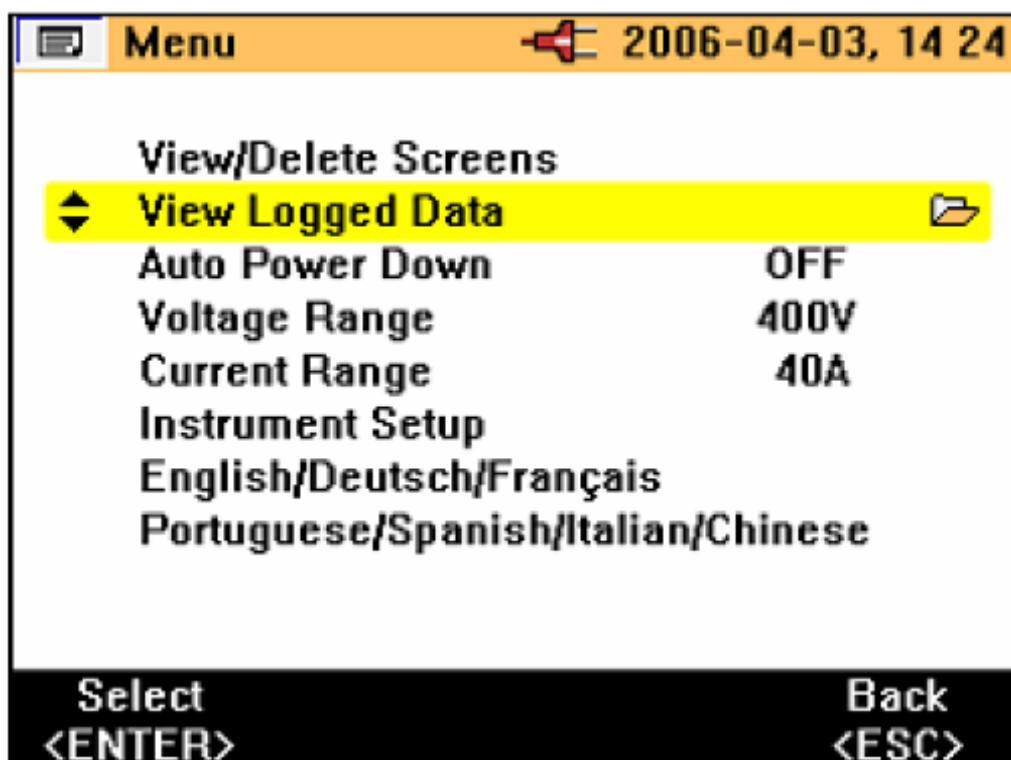 Menu 2006-04-03, 14 24
View/Delete Screens
View Logged Data
Auto Power Down OFF
Voltage Range 400V
Current Range 40A
Instrument Setup
English/Deutsch/Français
Portuguese/Spanish/Italian/Chinese
Select Back
<ENTER> <ESC>